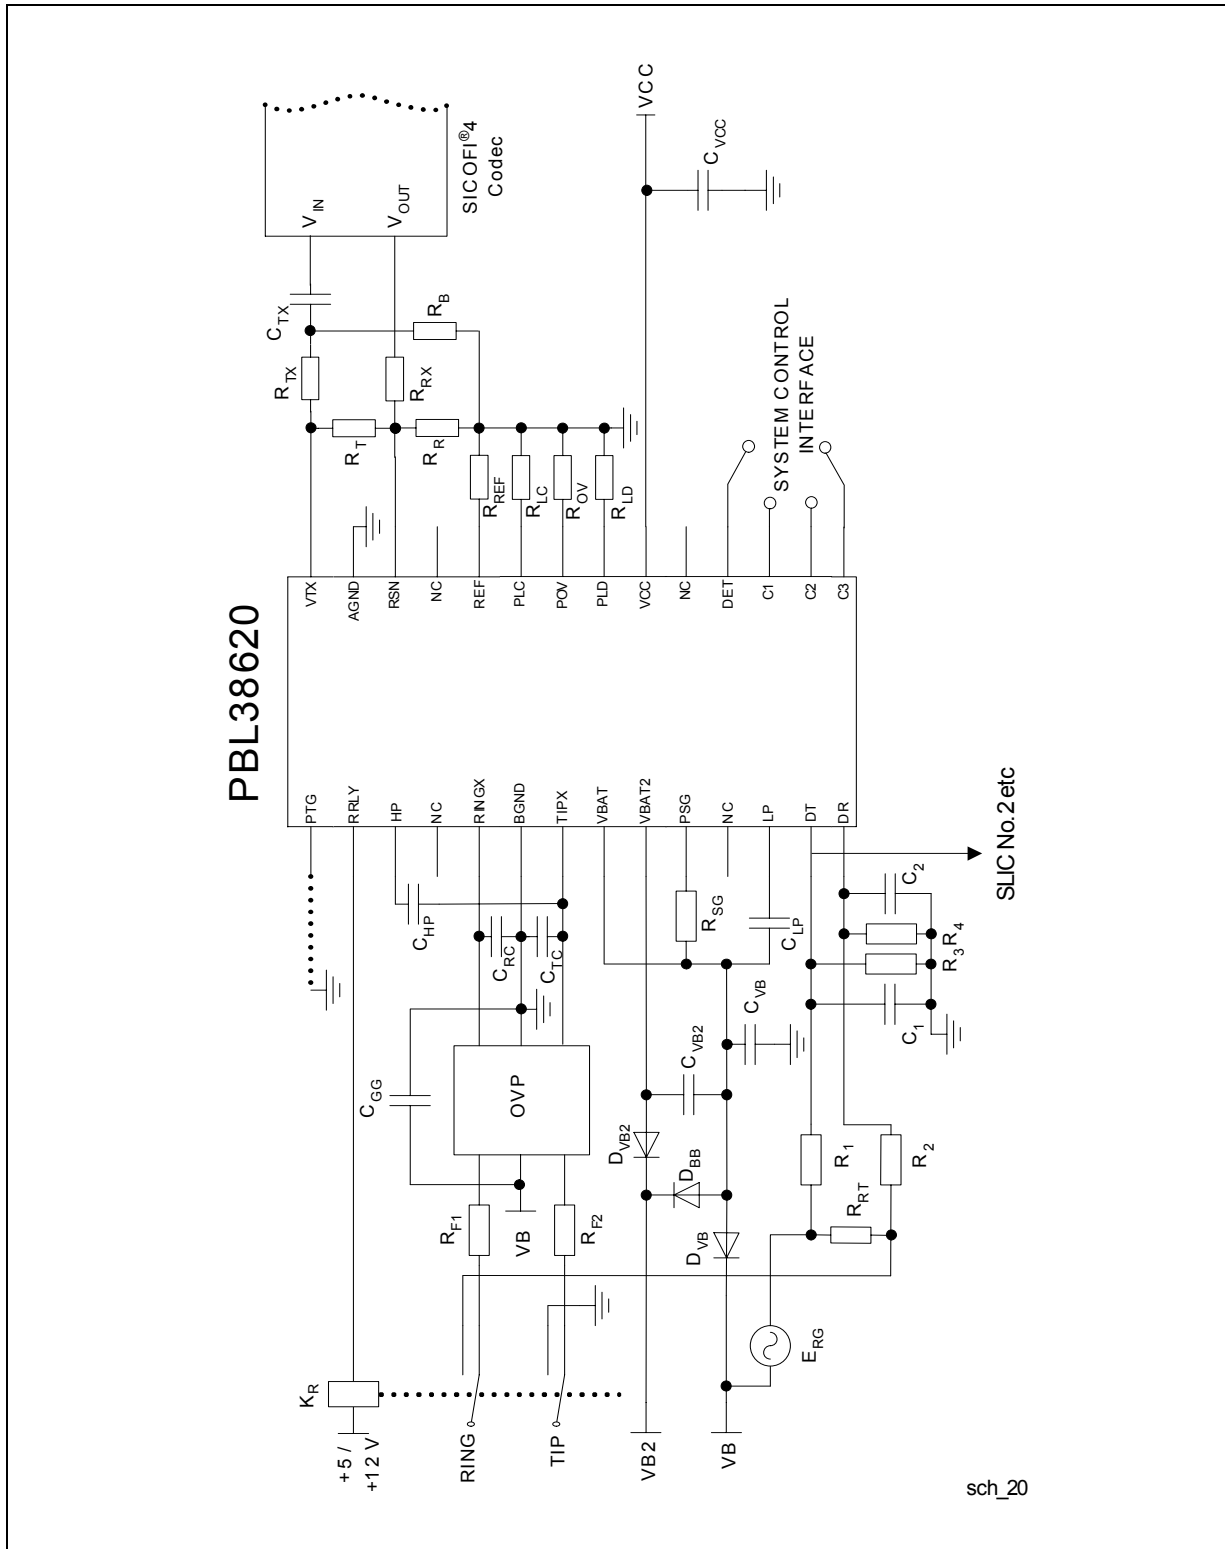 PBL38620
SICOFI®4
Codec
VIN
VOUT
CTX
RTX
RB
RRX
RT
RR
RREF
RLC
ROV
RLD
VCC
CVCC
SYSTEM CONTROL
INTERFACE
VTX
AGND
RSN
NC
REF
PLC
POV
PLD
VCC
NC
DET
C1
C2
C3
PTG
RRLY
HP
NC
RINGX
BGND
TIPX
VBAT
VBAT2
PSG
NC
LP
DT
DR
CHP
CRC
CTC
RSG
CLP
CGG
OVP
CVB2
CVB
C1
R3
R4
C2
SLIC No.2 etc
RF1
VB
RF2
DVB2
DBB
DVB
R1
RRT
R2
ERG
KR
+5 /
+12 V
RING
TIP
VB2
VB
sch_20